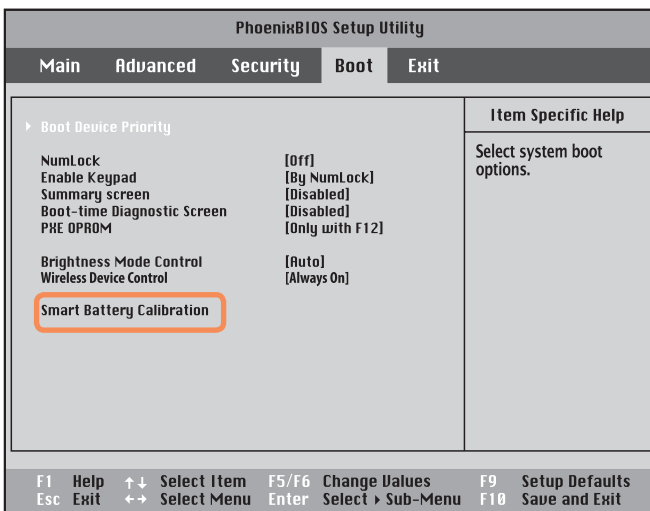 PhoenixBIOS Setup Utility
Main Advanced Security Boot Exit
Boot Device Priority
NumLock [Off]
Enable Keypad [By NumLock]
Summary screen [Disabled]
Boot-time Diagnostic Screen [Disabled]
PXE OPROM [Only with F12]
Brightness Mode Control [Auto]
Wireless Device Control [Always On]
Smart Battery Calibration
Item Specific Help
Select system boot
options.
F1 Help ↑↓ Select Item F5/F6 Change Values F9 Setup Defaults
Esc Exit ←→ Select Menu Enter Select ▸ Sub-Menu F10 Save and Exit